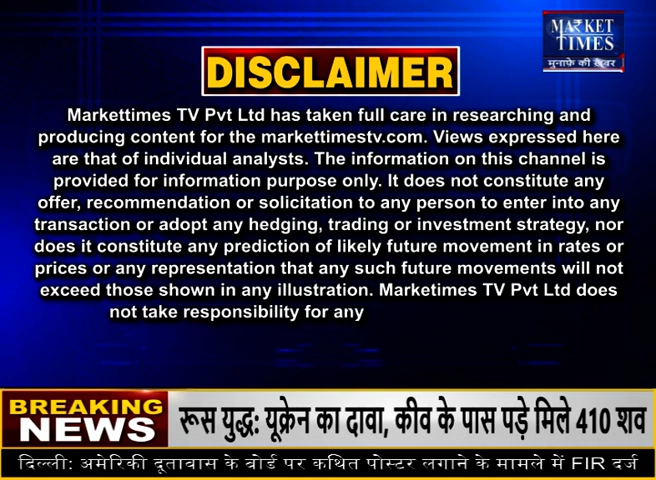 MARKET
TIMES
मुनाफे की खबर
DISCLAIMER
Markettimes TV Pvt Ltd has taken full care in researching and
producing content for the markettimestv.com. Views expressed here
are that of individual analysts. The information on this channel is
provided for information purpose only. It does not constitute any
offer, recommendation or solicitation to any person to enter into any
transaction or adopt any hedging, trading or investment strategy, nor
does it constitute any prediction of likely future movement in rates or
prices or any representation that any such future movements will not
exceed those shown in any illustration. Marketimes TV Pvt Ltd does
not take responsibility for any
BREAKING
NEWS
रूस युद्ध: यूक्रेन का दावा, कीव के पास पड़े मिले 410 शव
दिल्ली: अमेरिकी दूतावास के बोर्ड पर कथित पोस्टर लगाने के मामले में FIR दर्ज